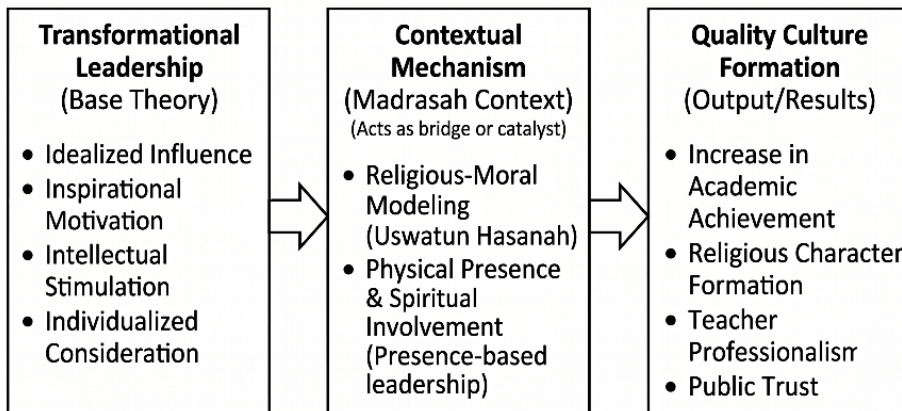 Transformational
Leadership
(Base Theory)
• Idealized Influence
• Inspirational
Motivation
• Intellectual
Stimulation
• Individualized
Consideration
Contextual
Mechanism
(Madrasah Context)
(Acts as bridge or catalyst)
• Religious-Moral
Modeling
(Uswatun Hasanah)
• Physical Presence
& Spiritual
Involvement
(Presence-based
leadership)
Quality Culture
Formation
(Output/Results)
• Increase in
Academic
Achievement
• Religious Character
Formation
• Teacher
Professionalism
• Public Trust